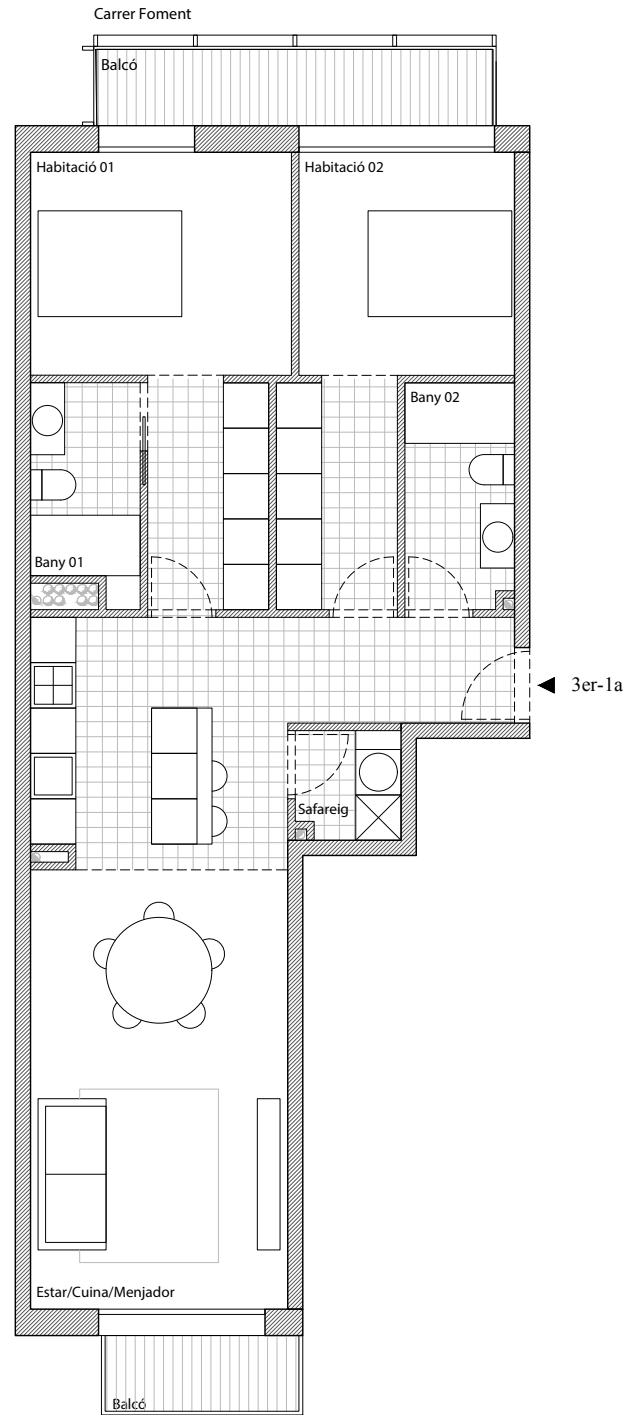 Carrer Foment
Balcó
Habitació 01
Habitació 02
Bany 02
Bany 01
3er-1a
Safareig
Estar/Cuina/Menjador
Balcó